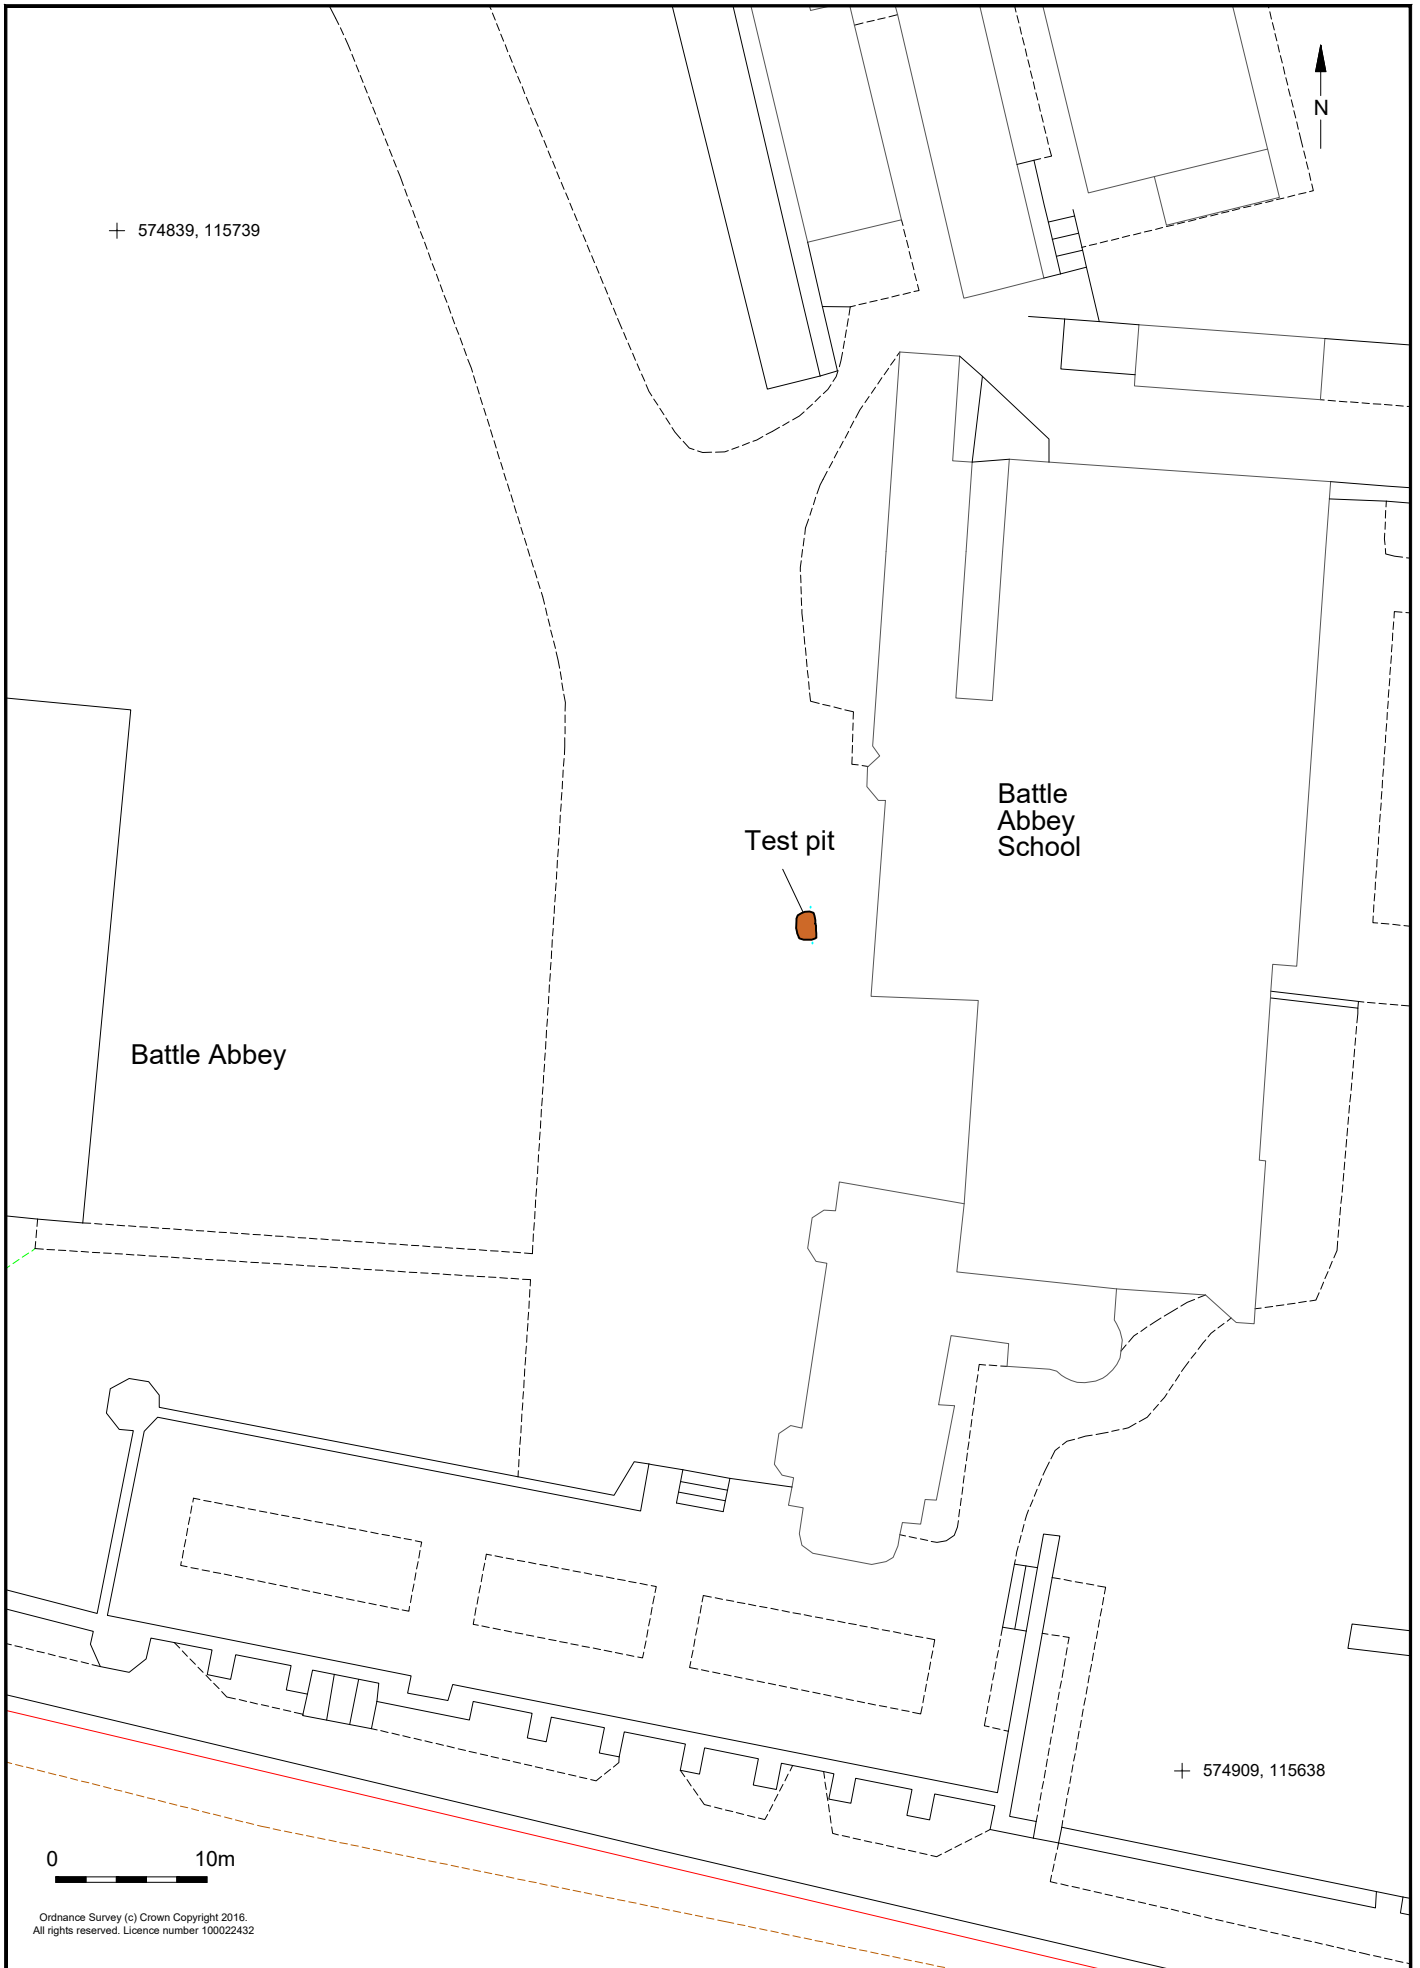 N
574839, 115739
Battle
Abbey
School
Test pit
Battle Abbey
574909, 115638
0 10m
Ordnance Survey (c) Crown Copyright 2016.
All rights reserved. Licence number 100022432